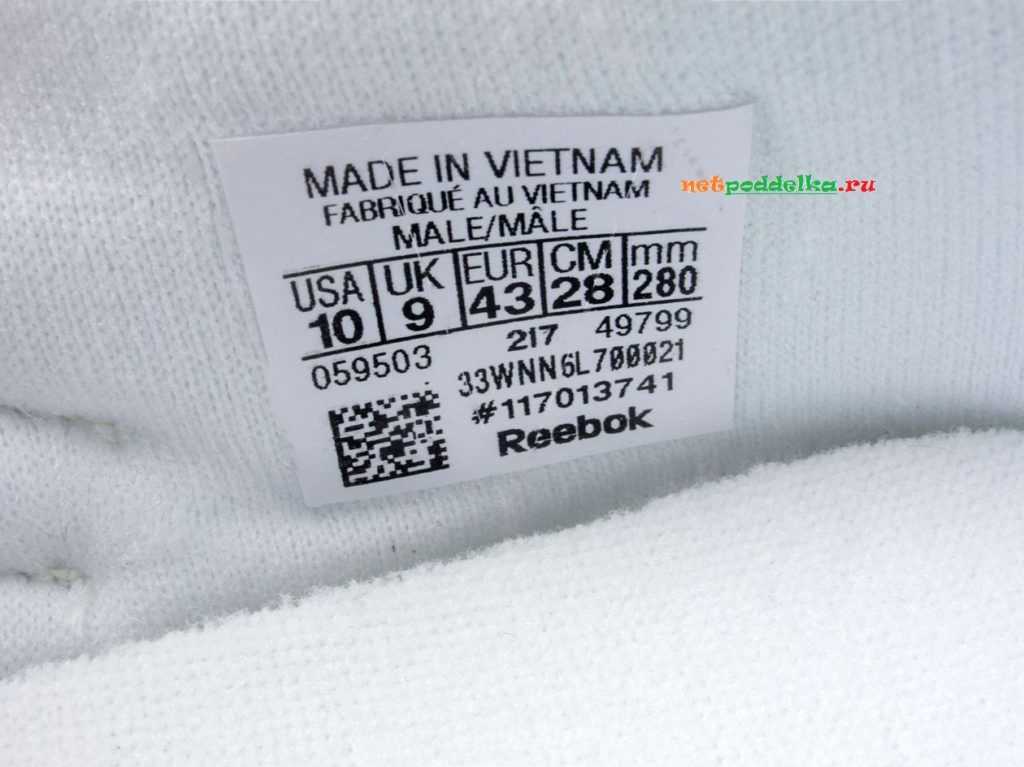 MADE IN VIETNAM
FABRIQUÉ AU VIETNAM
MALE/MÂLE
USA UK EUR CM mm
10 9 43 28 280
059503 217 49799
33WNN6L700021
#117013741
Reebok
netpoddelka.ru